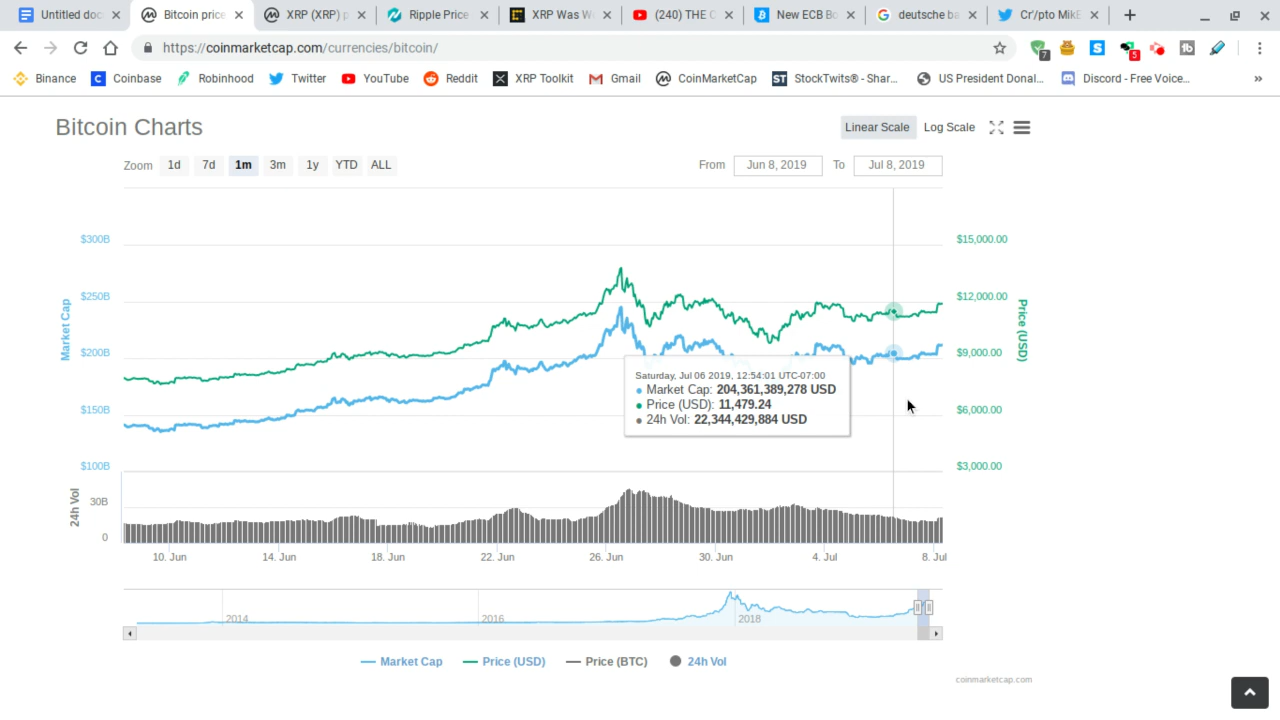 Untitled doc
Bitcoin price
XRP (XRP) p
Ripple Price
XRP Was W
(240) THE C
New ECB Bo
deutsche ba
Cr'/pto MikE
https://coinmarketcap.com/currencies/bitcoin/
7
5
Binance
Coinbase
Robinhood
Twitter
YouTube
Reddit
XRP Toolkit
Gmail
CoinMarketCap
StockTwits® - Shar...
US President Donal...
Discord - Free Voice...
»
Bitcoin Charts
Linear Scale
Log Scale
Zoom 1d 7d 1m 3m 1y YTD ALL
From Jun 8, 2019 To Jul 8, 2019
$300B
$250B
$200B
$150B
$100B
Market Cap
$15,000.00
$12,000.00
$9,000.00
$6,000.00
$3,000.00
Price (USD)
Saturday, Jul 06 2019, 12:54:01 UTC-07:00
Market Cap: 204,361,389,278 USD
Price (USD): 11,479.24
24h Vol: 22,344,429,884 USD
24h Vol
30B
0
10. Jun
14. Jun
18. Jun
22. Jun
26. Jun
30. Jun
4. Jul
8. Jul
2014
2016
2018
Market Cap
Price (USD)
Price (BTC)
24h Vol
coinmarketcap.com